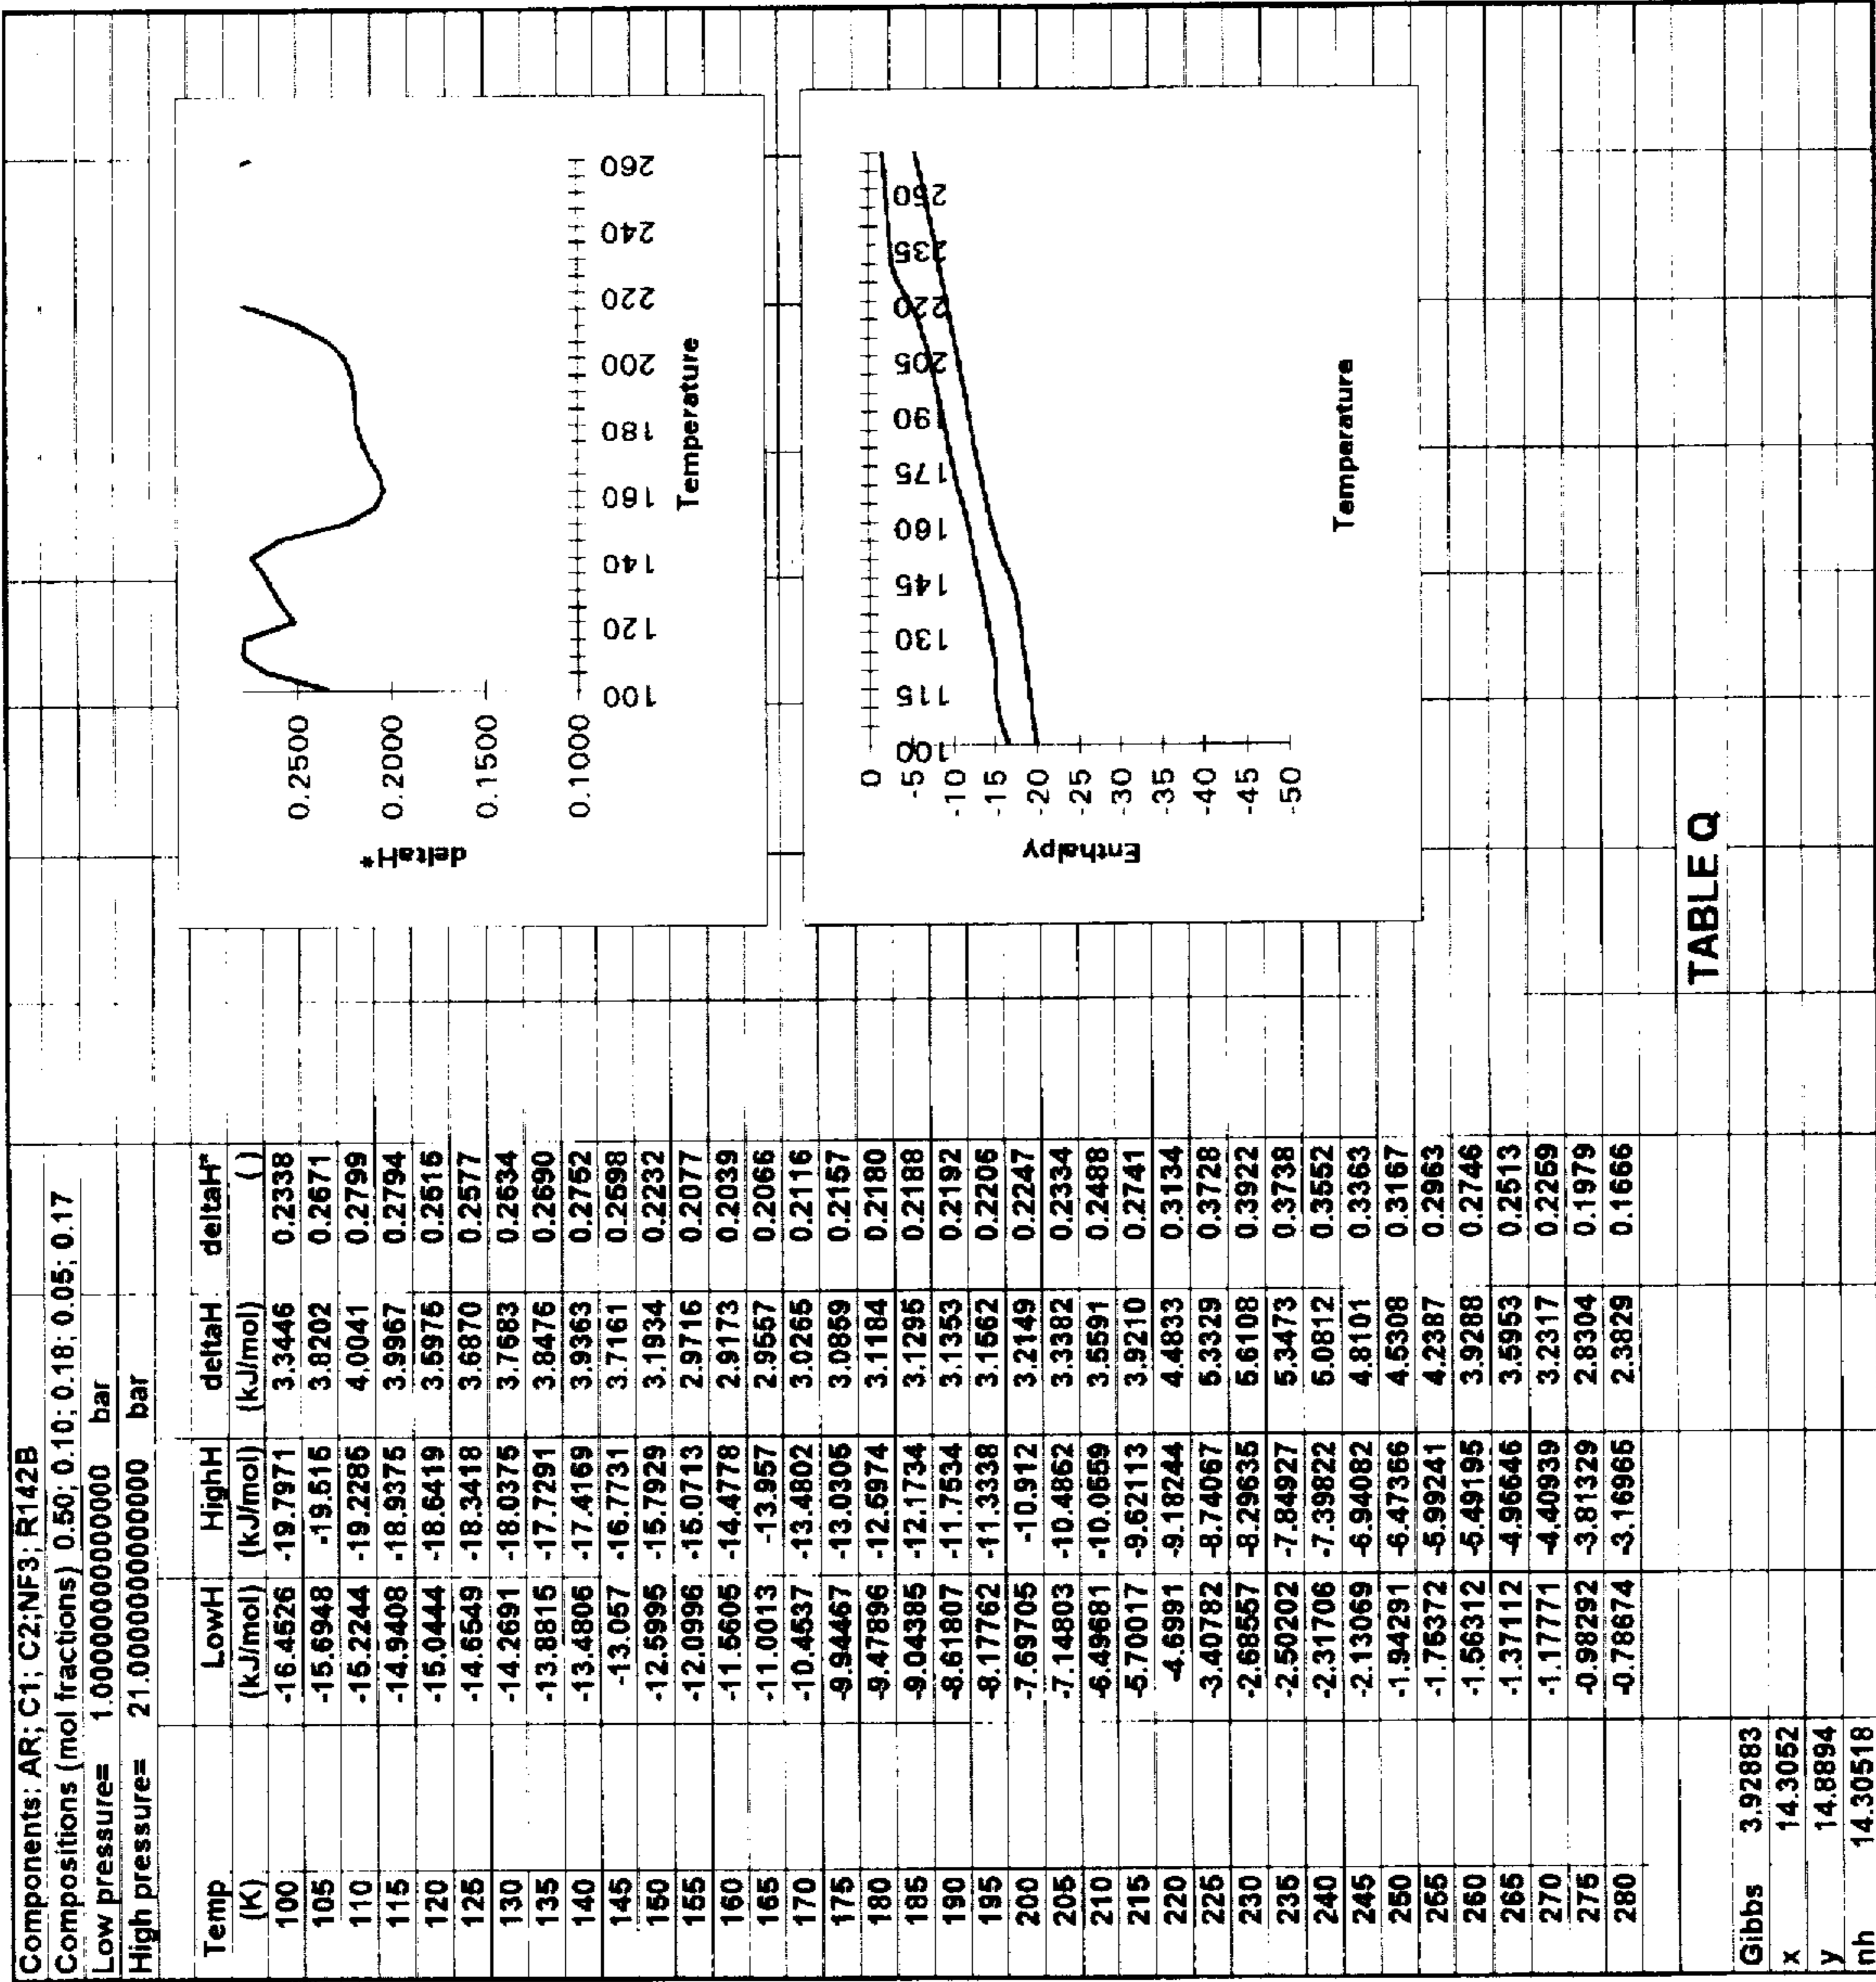 Components: AR; C1; C2;NF3; R142B
Compositions (mol fractions) 0.50; 0.10; 0.18; 0.05; 0.17
Low pressure= 1.00000000000000 bar
High pressure= 21.00000000000000 bar
Temp LowH HighH deltaH deltaH*
(K) (kJ/mol) (kJ/mol) (kJ/mol) ( )
100 -16.4526 -19.7971 3.3446 0.2338
105 -15.6948 -19.515 3.8202 0.2671
110 -15.2244 -19.2285 4.0041 0.2799
115 -14.9408 -18.9375 3.9967 0.2794
120 -15.0444 -18.6419 3.5975 0.2515
125 -14.6549 -18.3418 3.6870 0.2577
130 -14.2691 -18.0375 3.7683 0.2634
135 -13.8815 -17.7291 3.8476 0.2690
140 -13.4806 -17.4169 3.9363 0.2752
145 -13.057 -16.7731 3.7161 0.2598
150 -12.5995 -15.7929 3.1934 0.2232
155 -12.0996 -15.0713 2.9716 0.2077
160 -11.5605 -14.4778 2.9173 0.2039
165 -11.0013 -13.957 2.9557 0.2066
170 -10.4537 -13.4802 3.0265 0.2116
175 -9.94467 -13.0305 3.0859 0.2157
180 -9.47896 -12.5974 3.1184 0.2180
185 -9.04385 -12.1734 3.1295 0.2188
190 -8.61807 -11.7534 3.1353 0.2192
195 -8.17762 -11.3338 3.1562 0.2206
200 -7.69705 -10.912 3.2149 0.2247
205 -7.14803 -10.4862 3.3382 0.2334
210 -6.49681 -10.0559 3.5591 0.2488
215 -5.70017 -9.62113 3.9210 0.2741
220 -4.6991 -9.18244 4.4833 0.3134
225 -3.40782 -8.74067 5.3329 0.3728
230 -2.68557 -8.29635 5.6108 0.3922
235 -2.50202 -7.84927 5.3473 0.3738
240 -2.31706 -7.39822 5.0812 0.3552
245 -2.13069 -6.94082 4.8101 0.3363
250 -1.94291 -6.47366 4.5308 0.3167
255 -1.75372 -5.99241 4.2387 0.2963
260 -1.56312 -5.49195 3.9288 0.2746
265 -1.37112 -4.96646 3.5953 0.2513
270 -1.17771 -4.40939 3.2317 0.2259
275 -0.98292 -3.81329 2.8304 0.1979
280 -0.78674 -3.16965 2.3829 0.1666
Gibbs 3.92883
x 14.3052
y 14.8894
nh 14.30518
deltaH*
0.2500
0.2000
0.1500
0.1000
100 120 140 160 180 200 220 240 260
Temperature
Enthalpy
0
-5
-10
-15
-20
-25
-30
-35
-40
-45
-50
100 115 130 145 160 175 90 205 220 235 250
Temperature
TABLE Q